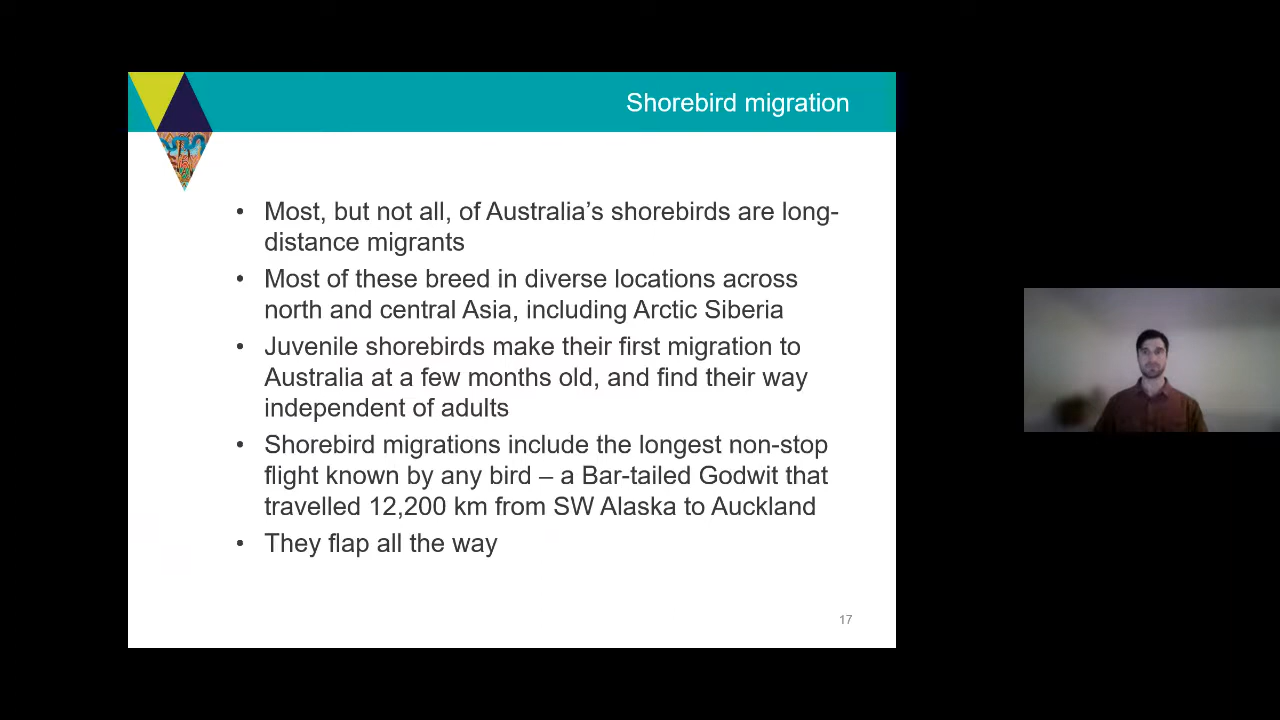 Shorebird migration
• Most, but not all, of Australia’s shorebirds are long-
distance migrants
• Most of these breed in diverse locations across
north and central Asia, including Arctic Siberia
• Juvenile shorebirds make their first migration to
Australia at a few months old, and find their way
independent of adults
• Shorebird migrations include the longest non-stop
flight known by any bird – a Bar-tailed Godwit that
travelled 12,200 km from SW Alaska to Auckland
• They flap all the way
17